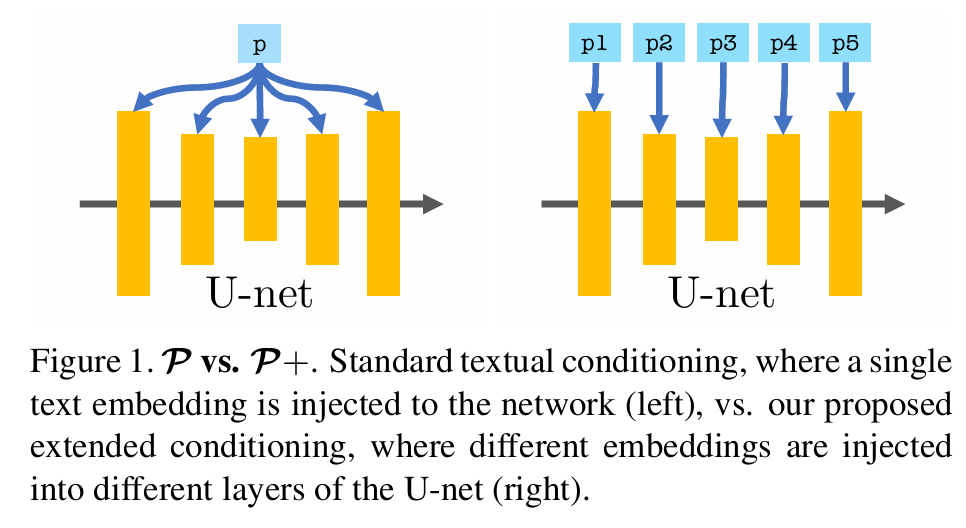 p
p1 p2 p3 p4 p5
U-net
U-net
Figure 1. 𝓟 vs. 𝓟+. Standard textual conditioning, where a single
text embedding is injected to the network (left), vs. our proposed
extended conditioning, where different embeddings are injected
into different layers of the U-net (right).